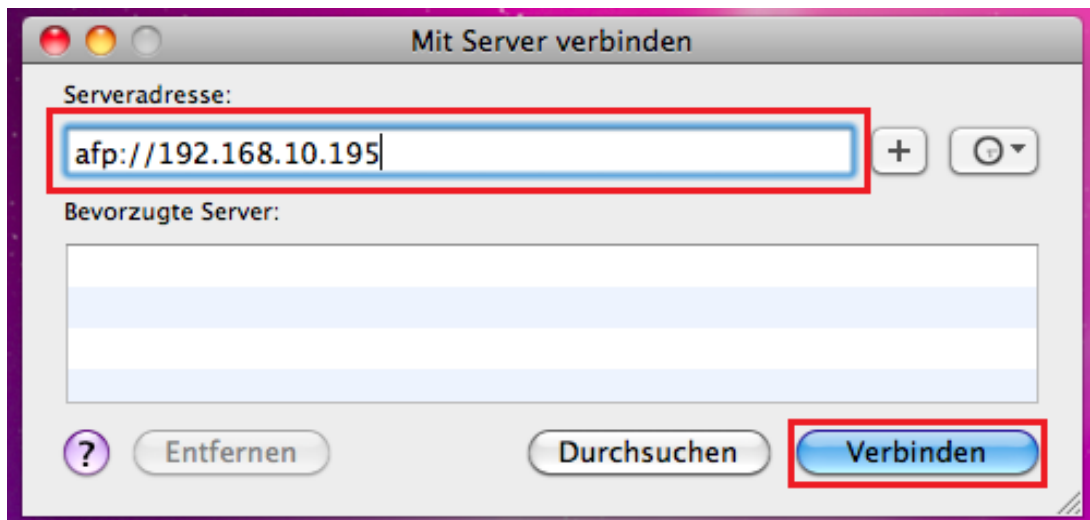 Mit Server verbinden
Serveradresse:
afp://192.168.10.195
+
Bevorzugte Server:
? Entfernen Durchsuchen Verbinden